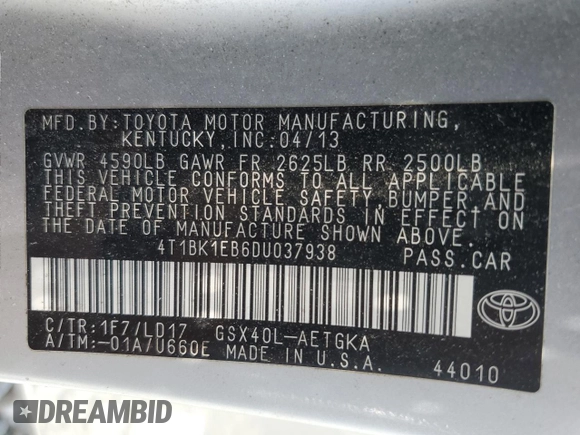 MFD.BY:TOYOTA MOTOR MANUFACTURING,
KENTUCKY,INC.04/13
GVWR 4590LB GAWR FR 2625LB RR 2500LB
THIS VEHICLE CONFORMS TO ALL APPLICABLE
FEDERAL MOTOR VEHICLE SAFETY, BUMPER AND
THEFT PREVENTION STANDARDS IN EFFECT ON
THE DATE OF MANUFACTURE SHOWN ABOVE.
4T1BK1EB6DU037938 PASS.CAR
C/TR:1F7/LD17 GSX40L-AETGKA
A/TM:-01A/U660E MADE IN U.S.A.
44010
DREAMBID